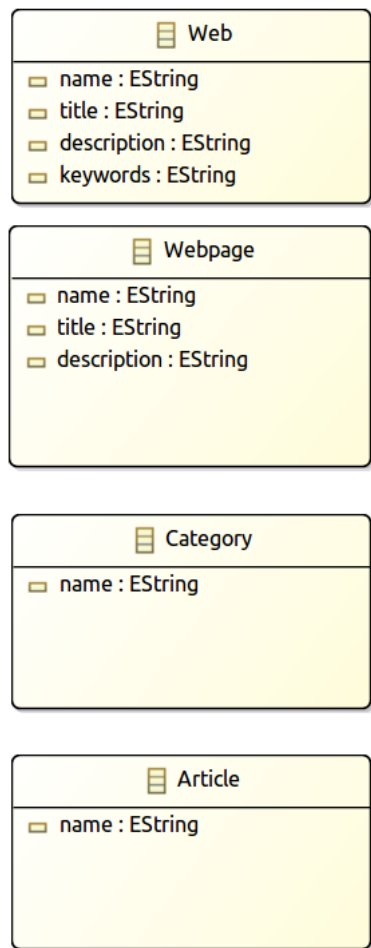 Web
name : EString
title : EString
description : EString
keywords : EString
Webpage
name : EString
title : EString
description : EString
Category
name : EString
Article
name : EString